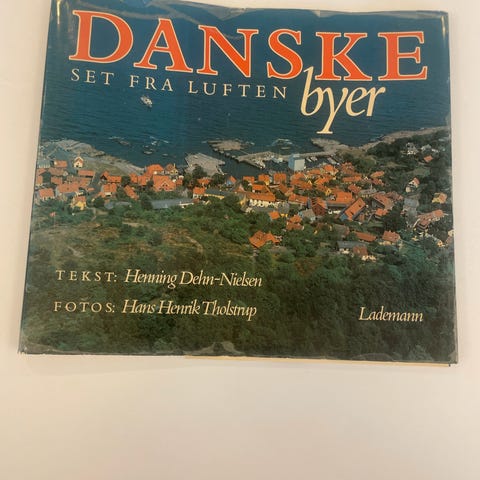 DANSKE
SET FRA LUFTEN byer
TEKST: Henning Dehn-Nielsen
FOTOS: Hans Henrik Tholstrup
Lademann